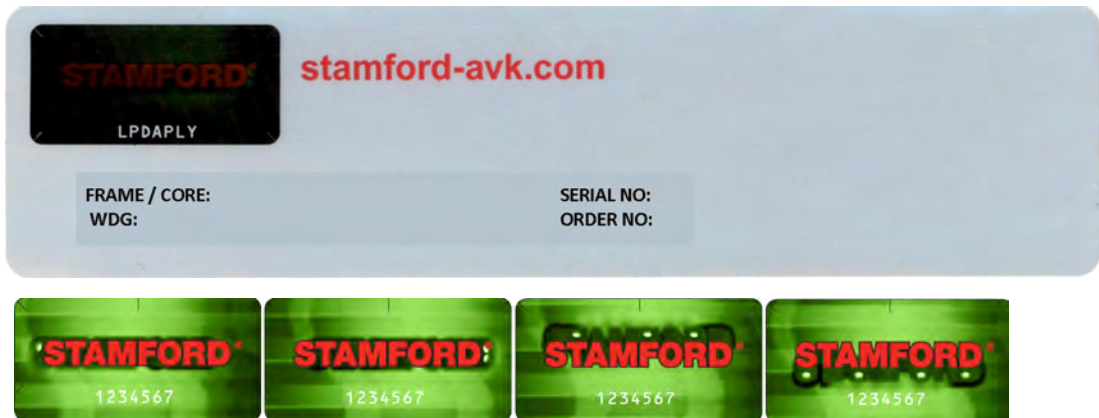 STAMFORD
stamford-avk.com
LPDAPLY
FRAME / CORE: SERIAL NO:
WDG: ORDER NO:
STAMFORD STAMFORD STAMFORD STAMFORD
1234567 1234567 1234567 1234567